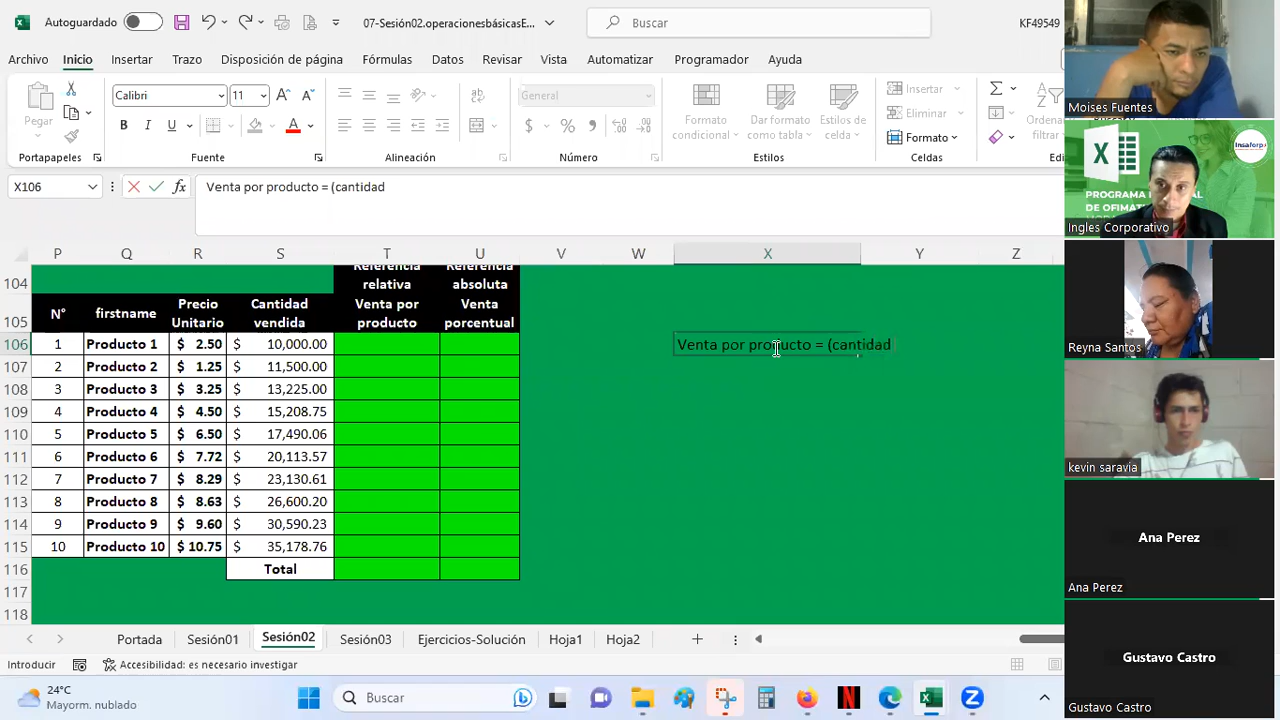 Autoguardado
07-Sesión02.operacionesbásicasE...
Buscar
KF49549
Archivo Inicio Insertar Trazo Disposición de página Fórmulas Datos Revisar Vista Automatizar Programador Ayuda
Pegar
Calibri 11
N K S
General
$ % 000
Formato condicional
Dar formato como tabla
Estilos de celda
Insertar
Eliminar
Formato
Ordenar
filtrar
Portapapeles Fuente Alineación Número Estilos Celdas Edi
X106 fx Venta por producto = (cantidad
P Q R S T U V W X Y Z
104 Referencia relativa Referencia absoluta
105 N° firstname Precio Unitario Cantidad vendida Venta por producto Venta porcentual
106 1 Producto 1 $ 2.50 $ 10,000.00 Venta por producto = (cantidad
107 2 Producto 2 $ 1.25 $ 11,500.00
108 3 Producto 3 $ 3.25 $ 13,225.00
109 4 Producto 4 $ 4.50 $ 15,208.75
110 5 Producto 5 $ 6.50 $ 17,490.06
111 6 Producto 6 $ 7.72 $ 20,113.57
112 7 Producto 7 $ 8.29 $ 23,130.61
113 8 Producto 8 $ 8.63 $ 26,600.20
114 9 Producto 9 $ 9.60 $ 30,590.23
115 10 Producto 10 $ 10.75 $ 35,178.76
116 Total
117
118
Portada Sesión01 Sesión02 Sesión03 Ejercicios-Solución Hoja1 Hoja2
Introducir Accesibilidad: es necesario investigar
24°C
Mayorm. nublado
Buscar
Moises Fuentes
Insaforp
PROGRAMA
DE OFIMATI
Ingles Corporativo
Reyna Santos
kevin saravia
Ana Perez
Ana Perez
Gustavo Castro
Gustavo Castro